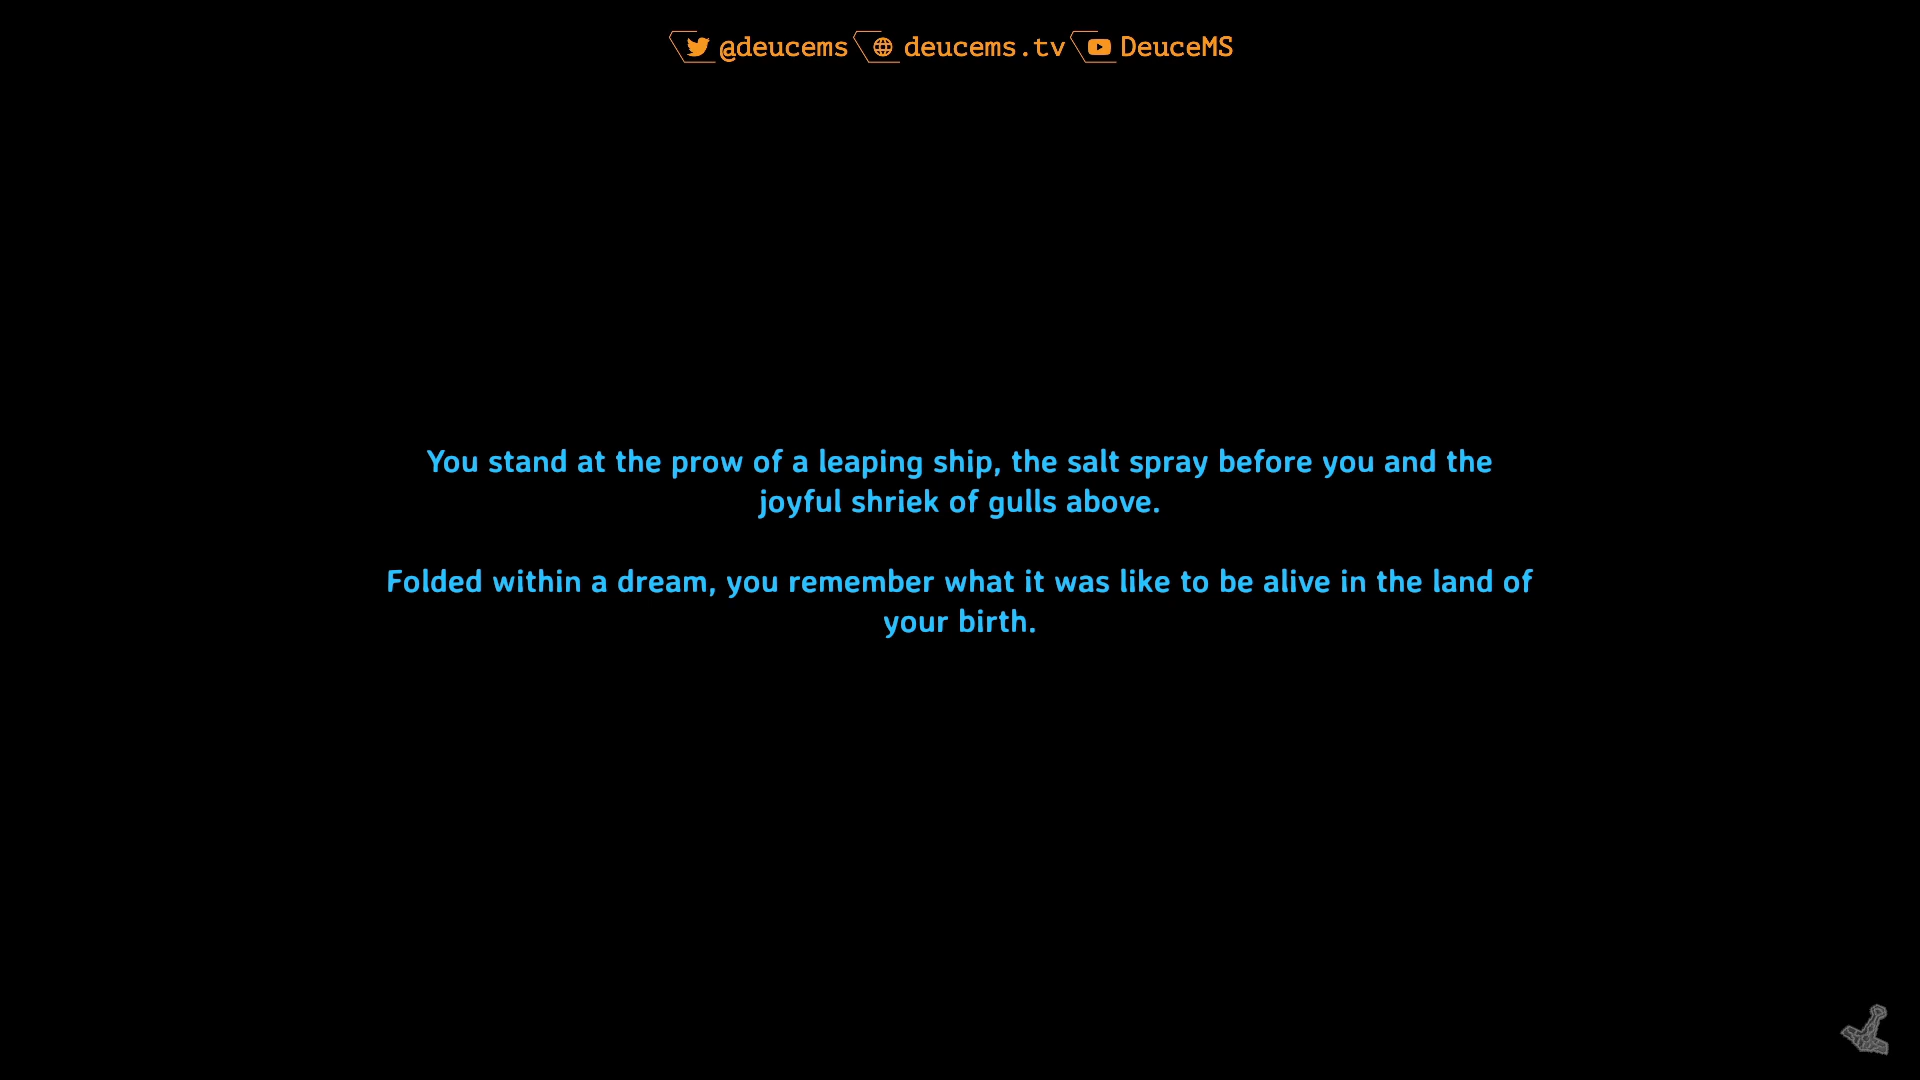 @deucems deucems.tv DeuceMS
You stand at the prow of a leaping ship, the salt spray before you and the
joyful shriek of gulls above.
Folded within a dream, you remember what it was like to be alive in the land of
your birth.